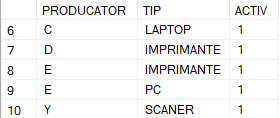 PRODUCATOR TIP ACTIV
6 C LAPTOP 1
7 D IMPRIMANTE 1
8 E IMPRIMANTE 1
9 E PC 1
10 Y SCANER 1